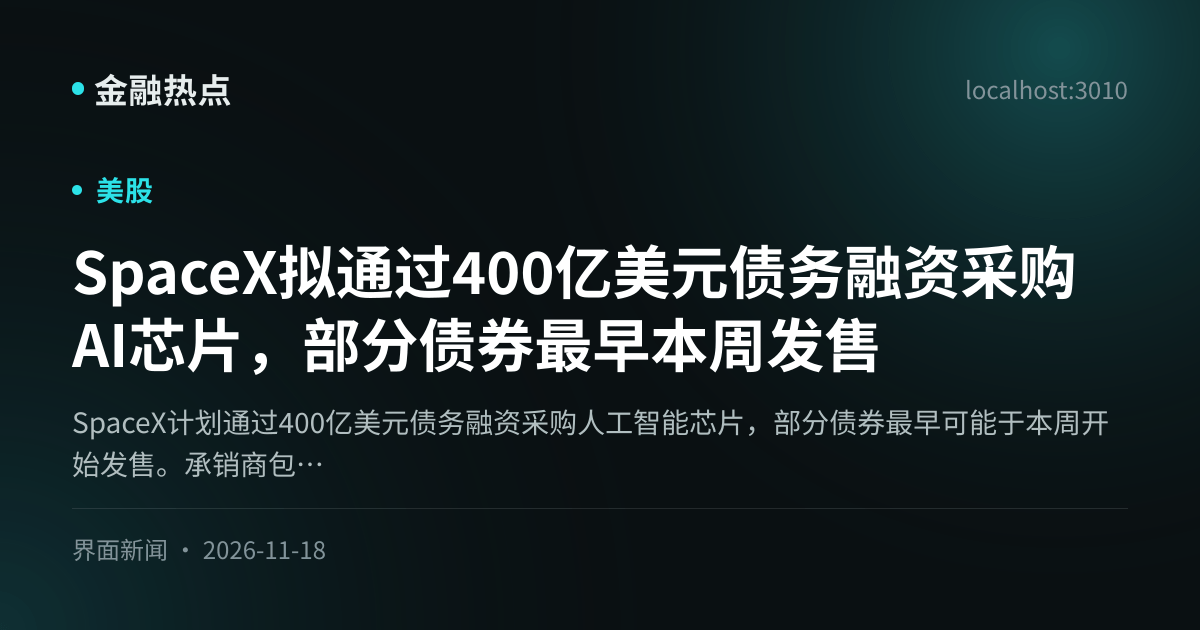 金融热点
localhost:3010
美股
SpaceX拟通过400亿美元债务融资采购
AI芯片，部分债券最早本周发售
SpaceX计划通过400亿美元债务融资采购人工智能芯片，部分债券最早可能于本周开
始发售。承销商包…
界面新闻 • 2026-11-18